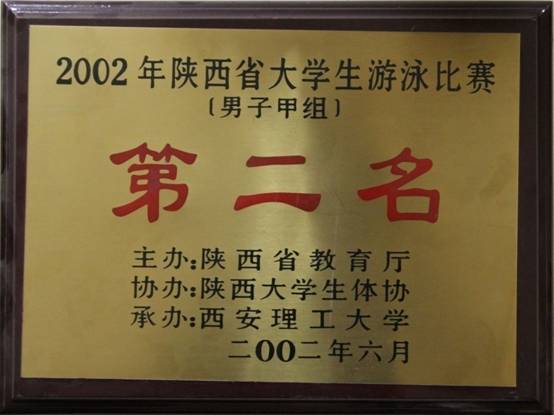 2002年陕西省大学生游泳比赛
(男子甲组)
第二名
主办:陕西省教育厅
协办:陕西大学生体协
承办:西安理工大学
二〇〇二年六月